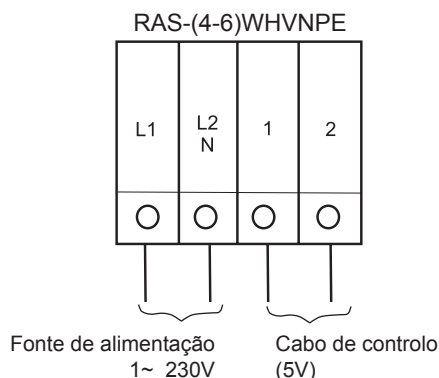 RAS-(4-6)WHVNPE
L1
L2
N
1
2
Fonte de alimentação
1~ 230V
Cabo de controlo
(5V)